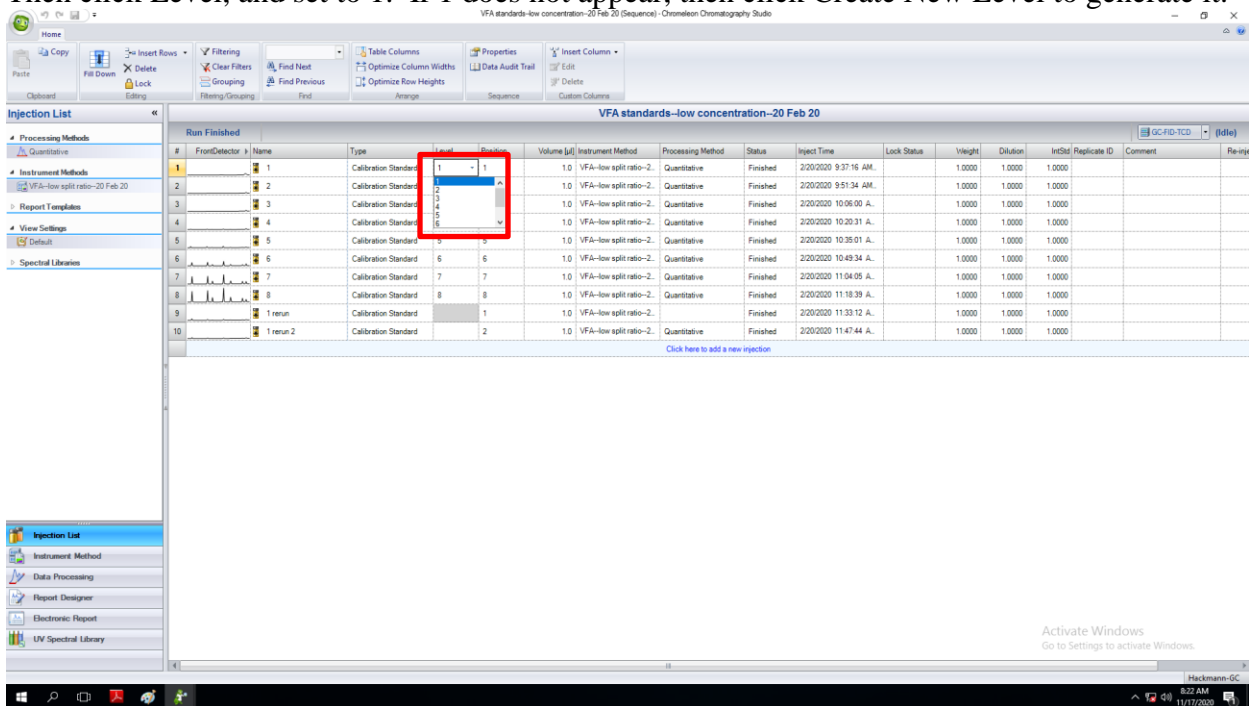 Then click Level, and set to 1. If 1 does not appear, then click Create New Level to generate it.
VFA standards--low concentration--20 Feb 20 (Sequence) - Chromeleon Chromatography Studio
Home
Paste
Copy
Clipboard
Fill Down
Insert Rows
Delete
Lock
Editing
Filtering
Clear Filters
Grouping
Filtering/Grouping
Find Next
Find Previous
Find
Table Columns
Optimize Column Widths
Optimize Row Heights
Arrange
Properties
Data Audit Trail
Sequence
Insert Column
Edit
Delete
Custom Columns
Injection List «
VFA standards--low concentration--20 Feb 20
Processing Methods
Quantitative
Instrument Methods
VFA--low split ratio--20 Feb 20
Report Templates
View Settings
Default
Spectral Libraries
Run Finished
GC-FID-TCD (Idle)
# FrontDetector Name Type Level Position Volume [µl] Instrument Method Processing Method Status Inject Time Lock Status Weight Dilution IntStd Replicate ID Comment Re-inje
1 1 Calibration Standard 1 1 1.0 VFA--low split ratio--2... Quantitative Finished 2/20/2020 9:37:16 AM... 1.0000 1.0000 1.0000
2 2 Calibration Standard 1.0 VFA--low split ratio--2... Quantitative Finished 2/20/2020 9:51:34 AM... 1.0000 1.0000 1.0000
3 3 Calibration Standard 1.0 VFA--low split ratio--2... Quantitative Finished 2/20/2020 10:06:00 A... 1.0000 1.0000 1.0000
4 4 Calibration Standard 1.0 VFA--low split ratio--2... Quantitative Finished 2/20/2020 10:20:31 A... 1.0000 1.0000 1.0000
1
2
3
4
5
6
5 5 Calibration Standard 5 5 1.0 VFA--low split ratio--2... Quantitative Finished 2/20/2020 10:35:01 A... 1.0000 1.0000 1.0000
6 6 Calibration Standard 6 6 1.0 VFA--low split ratio--2... Quantitative Finished 2/20/2020 10:49:34 A... 1.0000 1.0000 1.0000
7 7 Calibration Standard 7 7 1.0 VFA--low split ratio--2... Quantitative Finished 2/20/2020 11:04:05 A... 1.0000 1.0000 1.0000
8 8 Calibration Standard 8 8 1.0 VFA--low split ratio--2... Quantitative Finished 2/20/2020 11:18:39 A... 1.0000 1.0000 1.0000
9 1 rerun Calibration Standard 1 1.0 VFA--low split ratio--2... Finished 2/20/2020 11:33:12 A... 1.0000 1.0000 1.0000
10 1 rerun 2 Calibration Standard 2 1.0 VFA--low split ratio--2... Quantitative Finished 2/20/2020 11:47:44 A... 1.0000 1.0000 1.0000
Click here to add a new injection
Injection List
Instrument Method
Data Processing
Report Designer
Electronic Report
UV Spectral Library
Activate Windows
Go to Settings to activate Windows.
Hackmann-GC
8:22 AM
11/17/2020